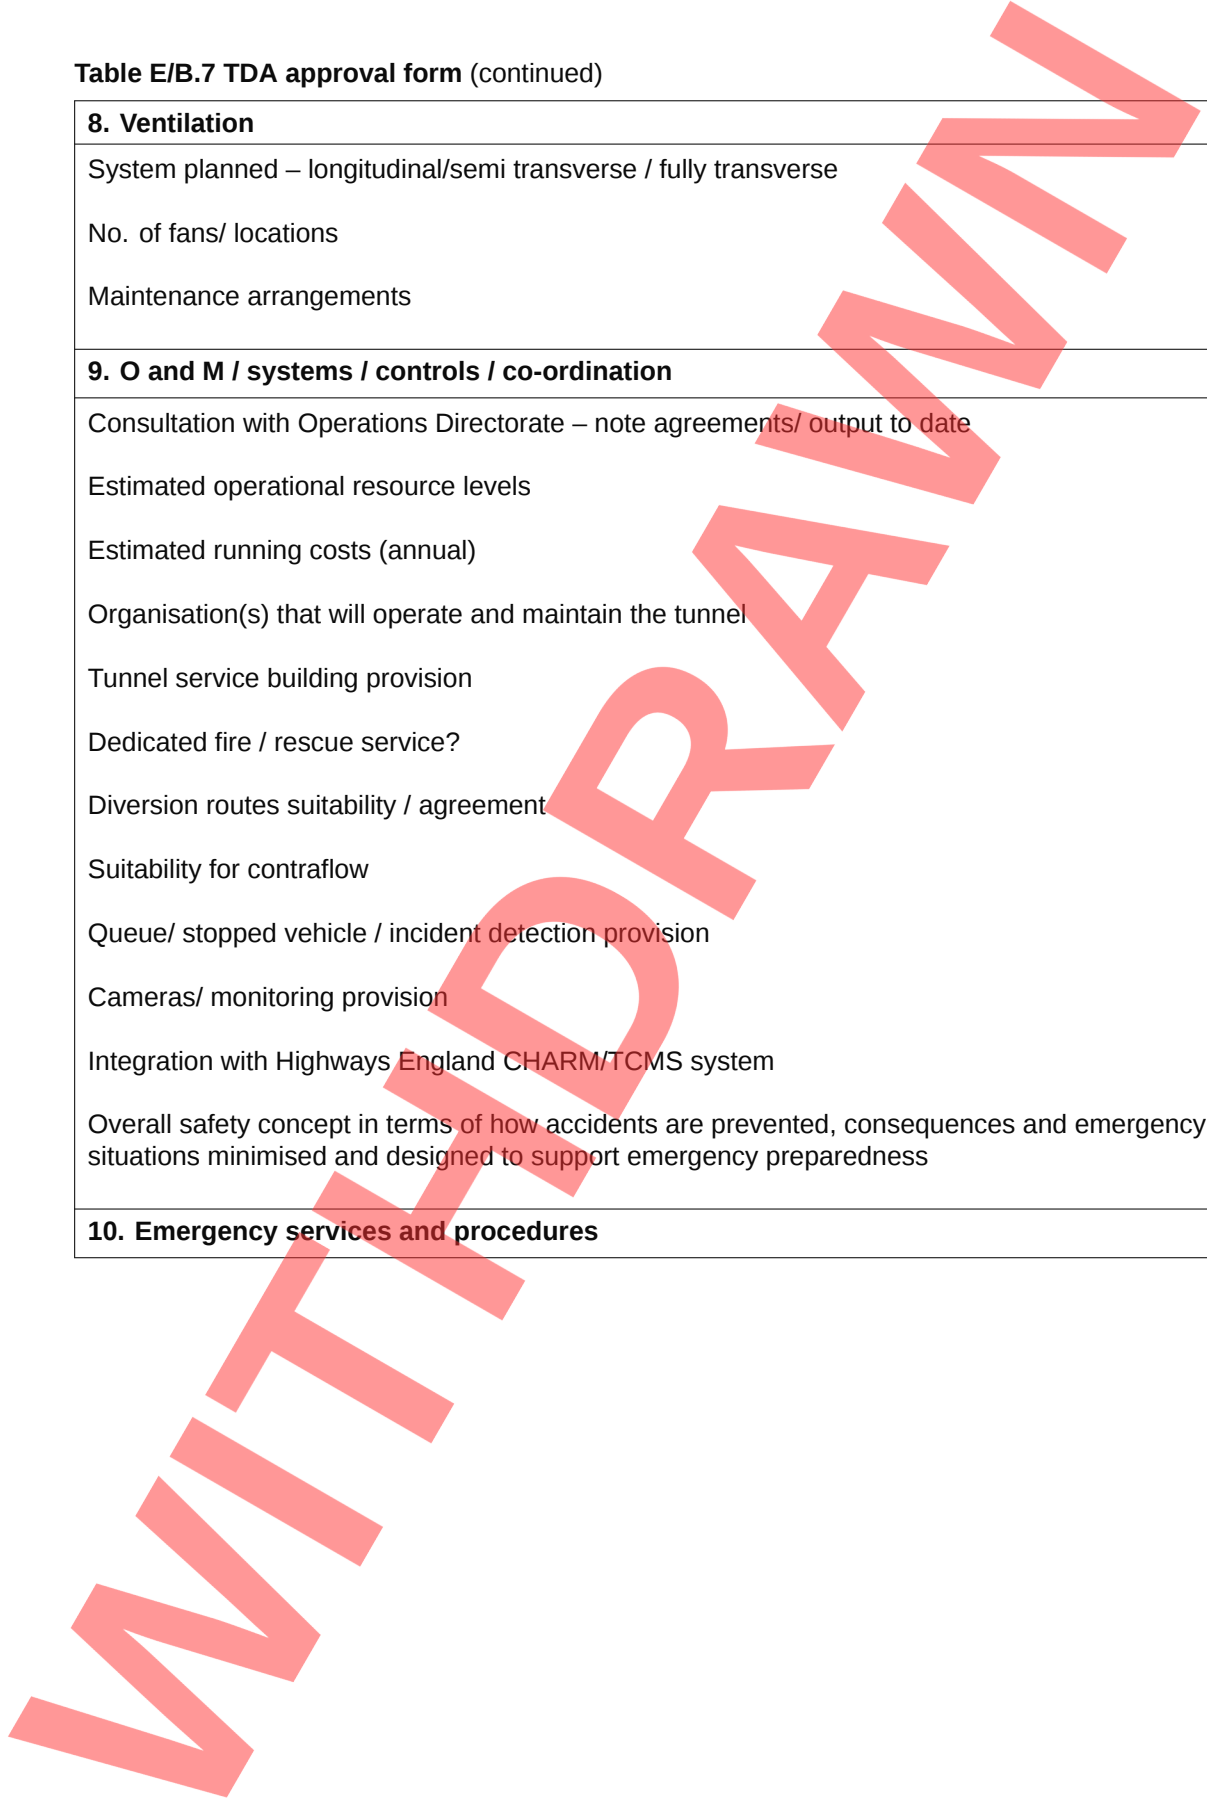 Table E/B.7 TDA approval form (continued)
8. Ventilation
System planned – longitudinal/semi transverse / fully transverse
No. of fans/ locations
Maintenance arrangements
9. O and M / systems / controls / co-ordination
Consultation with Operations Directorate – note agreements/ output to date
Estimated operational resource levels
Estimated running costs (annual)
Organisation(s) that will operate and maintain the tunnel
Tunnel service building provision
Dedicated fire / rescue service?
Diversion routes suitability / agreement
Suitability for contraflow
Queue/ stopped vehicle / incident detection provision
Cameras/ monitoring provision
Integration with Highways England CHARM/TCMS system
Overall safety concept in terms of how accidents are prevented, consequences and emergency
situations minimised and designed to support emergency preparedness
10. Emergency services and procedures
WITHDRAWN